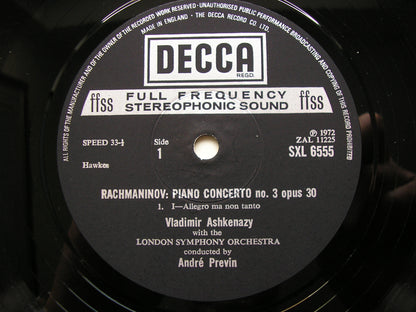 ALL RIGHTS OF THE MANUFACTURER AND OF THE OWNER OF THE RECORDED WORK RESERVED·UNAUTHORISED PUBLIC PERFORMANCE BROADCASTING AND COPYING OF THIS RECORD PROHIBITED
MADE IN ENGLAND · THE DECCA RECORD CO LTD.
DECCA
REGD.
ffss FULL FREQUENCY ffss
STEREOPHONIC SOUND
SPEED 33⅓
Side
1
Ⓟ 1972
ZAL 11225
SXL 6555
Hawkes
RACHMANINOV: PIANO CONCERTO no. 3 opus 30
1. I—Allegro ma non tanto
Vladimir Ashkenazy
with the
LONDON SYMPHONY ORCHESTRA
conducted by
André Previn